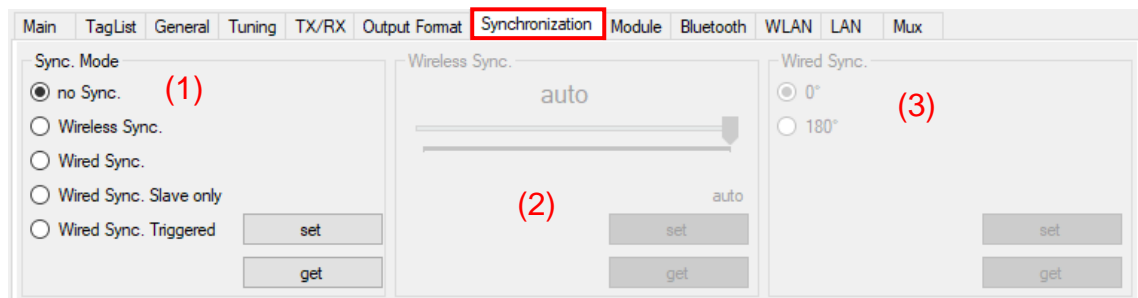 Main TagList General Tuning TX/RX Output Format Synchronization Module Bluetooth WLAN LAN Mux
Sync. Mode
(1)
no Sync.
Wireless Sync.
Wired Sync.
Wired Sync. Slave only
Wired Sync. Triggered
set
get
Wireless Sync.
auto
auto
(2)
set
get
Wired Sync.
0°
(3)
180°
set
get